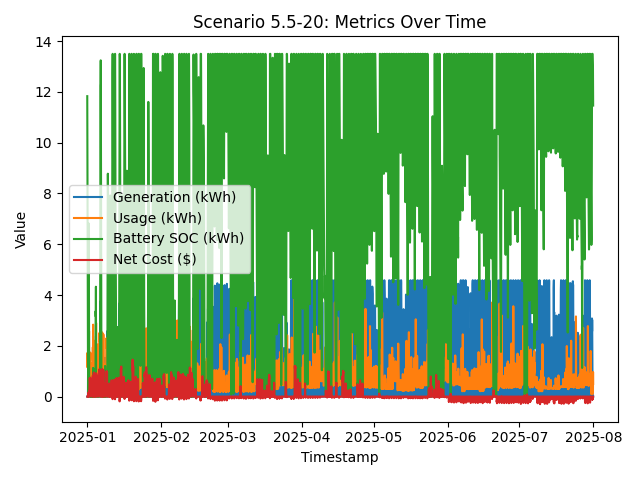 Scenario 5.5-20: Metrics Over Time
Value
14
12
10
8
6
4
2
0
Generation (kWh)
Usage (kWh)
Battery SOC (kWh)
Net Cost ($)
2025-01 2025-02 2025-03 2025-04 2025-05 2025-06 2025-07 2025-08
Timestamp